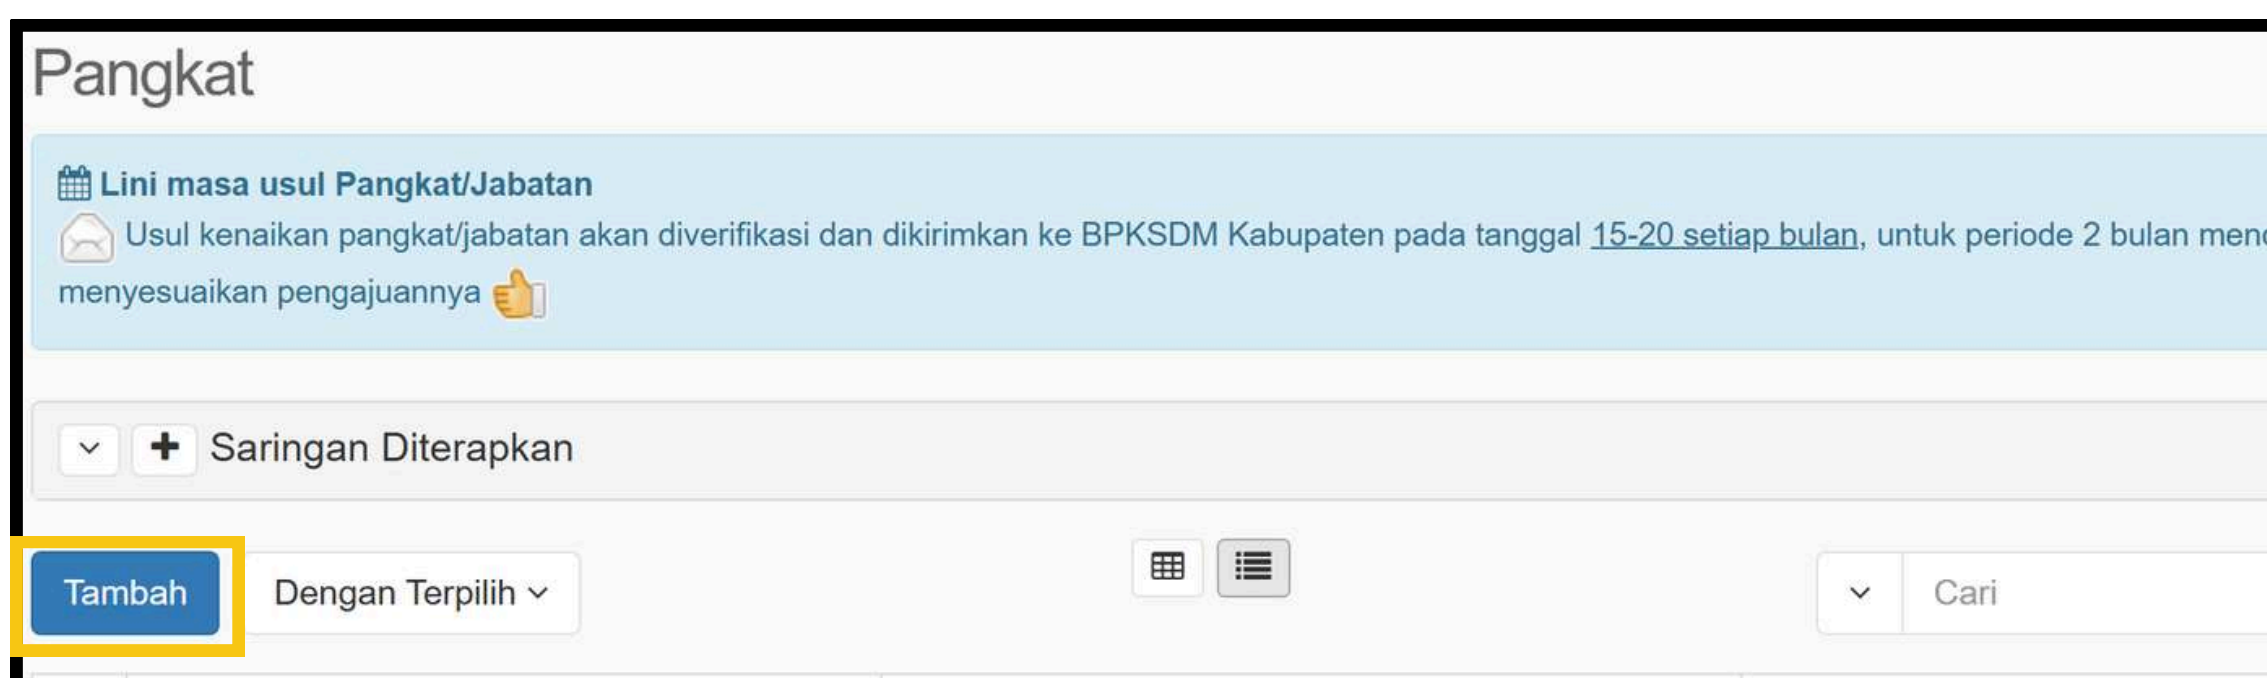 Pangkat
Lini masa usul Pangkat/Jabatan
Usul kenaikan pangkat/jabatan akan diverifikasi dan dikirimkan ke BPKSDM Kabupaten pada tanggal 15-20 setiap bulan, untuk periode 2 bulan
menyesuaikan pengajuannya
Saringan Diterapkan
Tambah
Dengan Terpilih
Cari